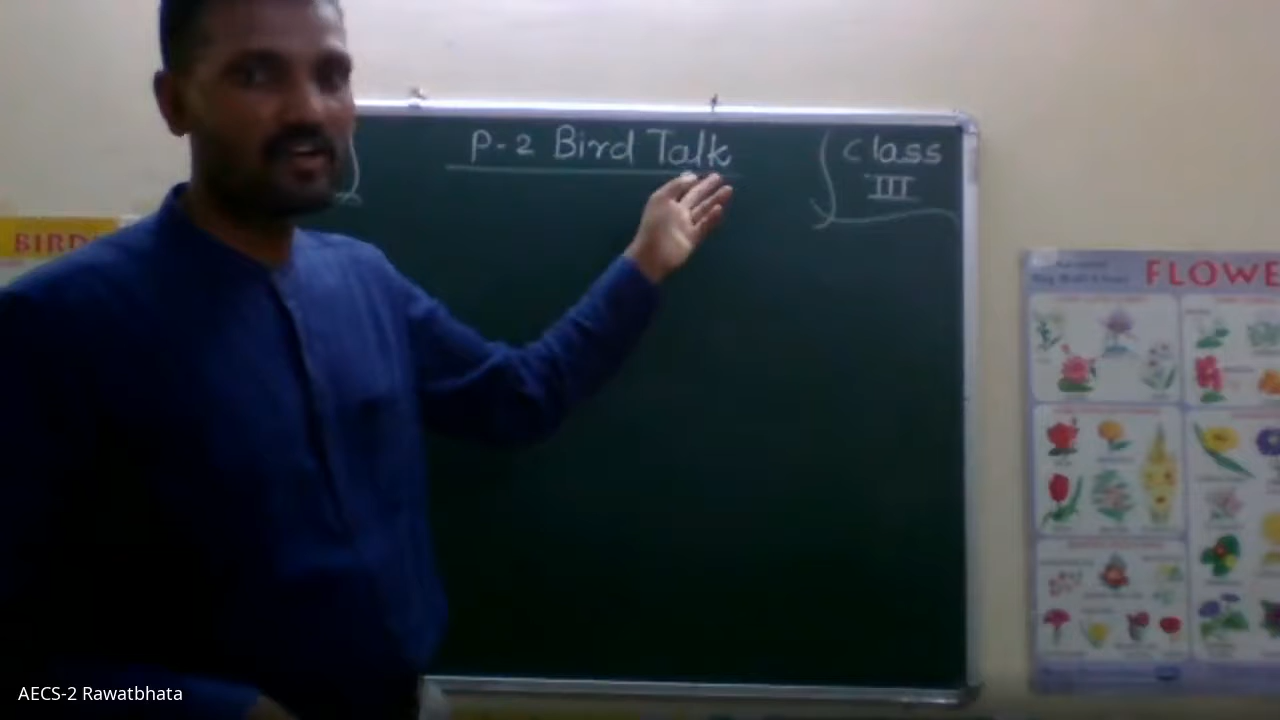 P-2 Bird Talk
Class
III
BIRD
FLOWE
AECS-2 Rawatbhata